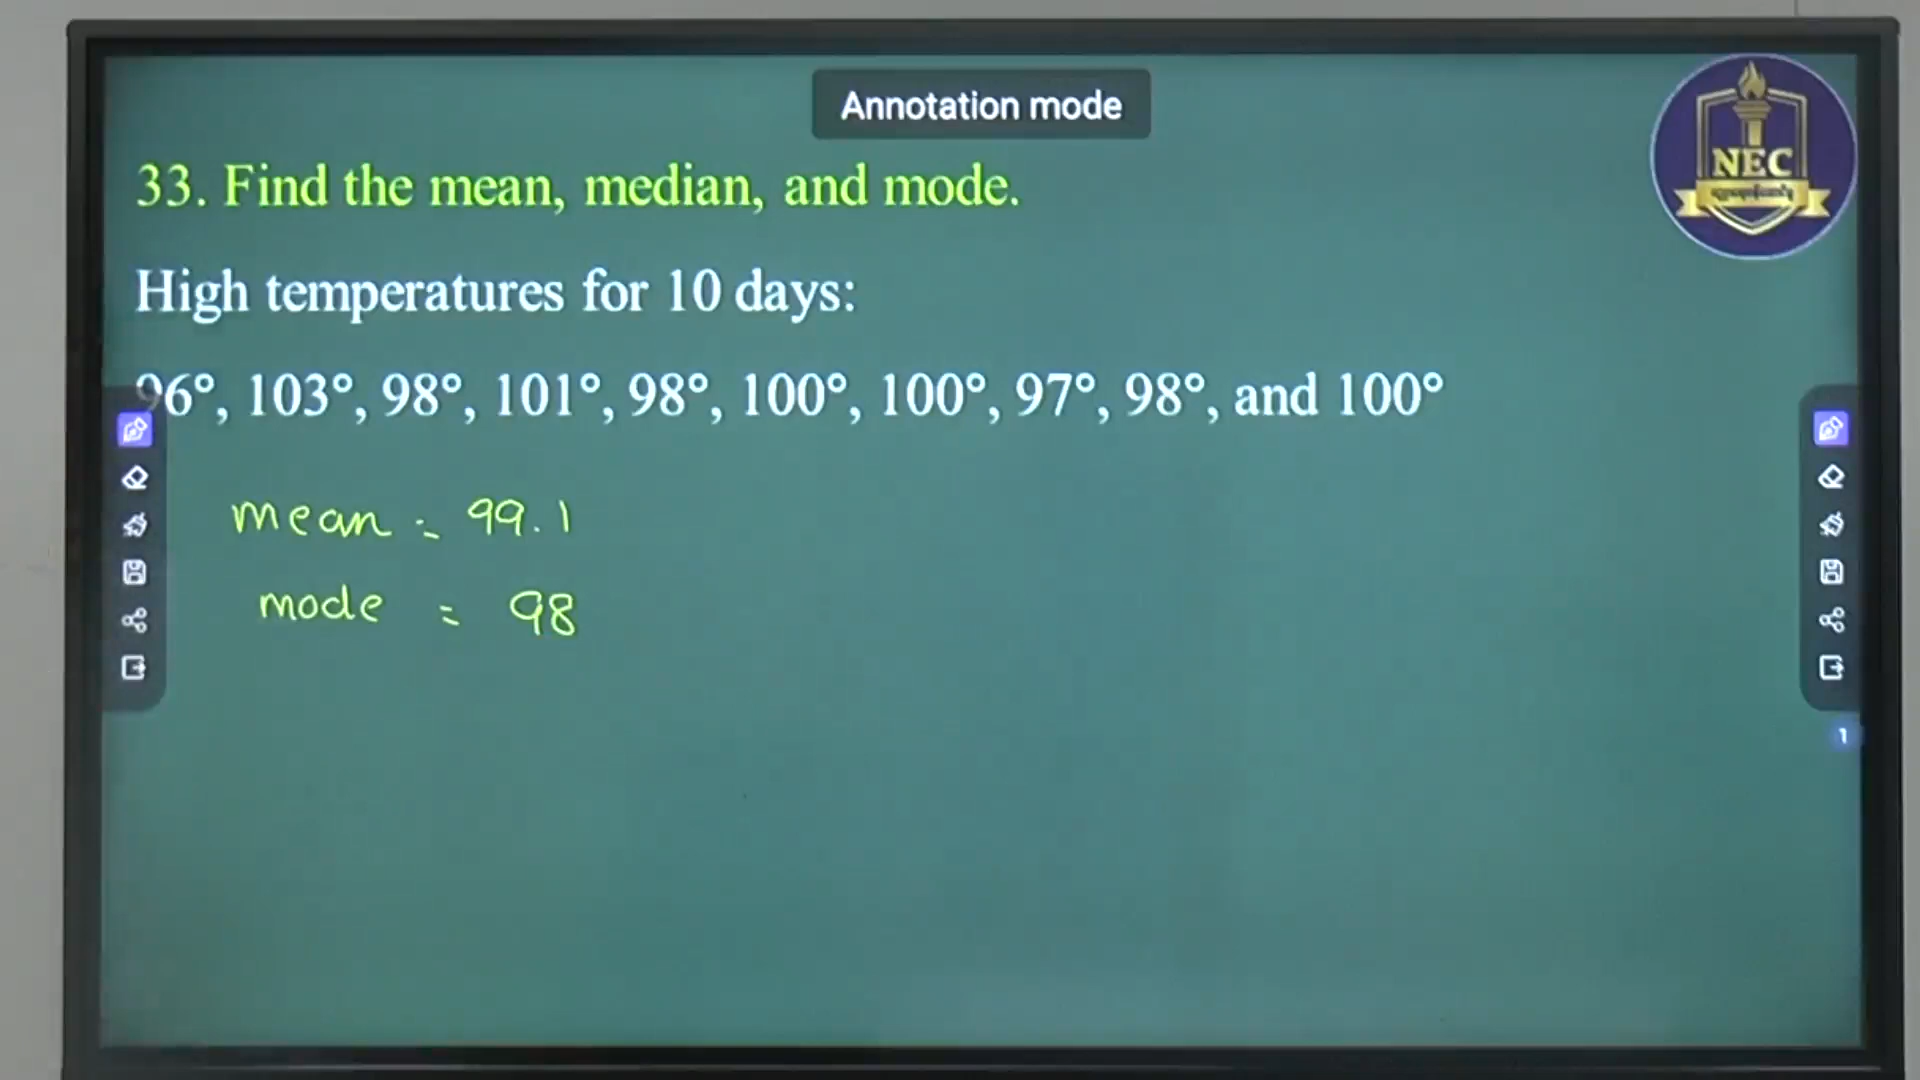 Annotation mode
NEC
33. Find the mean, median, and mode.
High temperatures for 10 days:
96°, 103°, 98°, 101°, 98°, 100°, 100°, 97°, 98°, and 100°
mean = 99.1
mode = 98
1